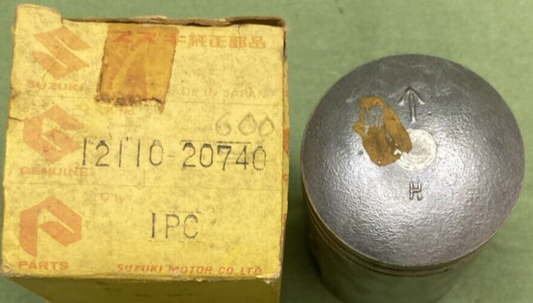 スズキ純正部品
SUZUKI
MADE IN JAPAN
600
12110-20740
GENUINE
Q'ty
1PC
PARTS
SUZUKI MOTOR CO.,LTD